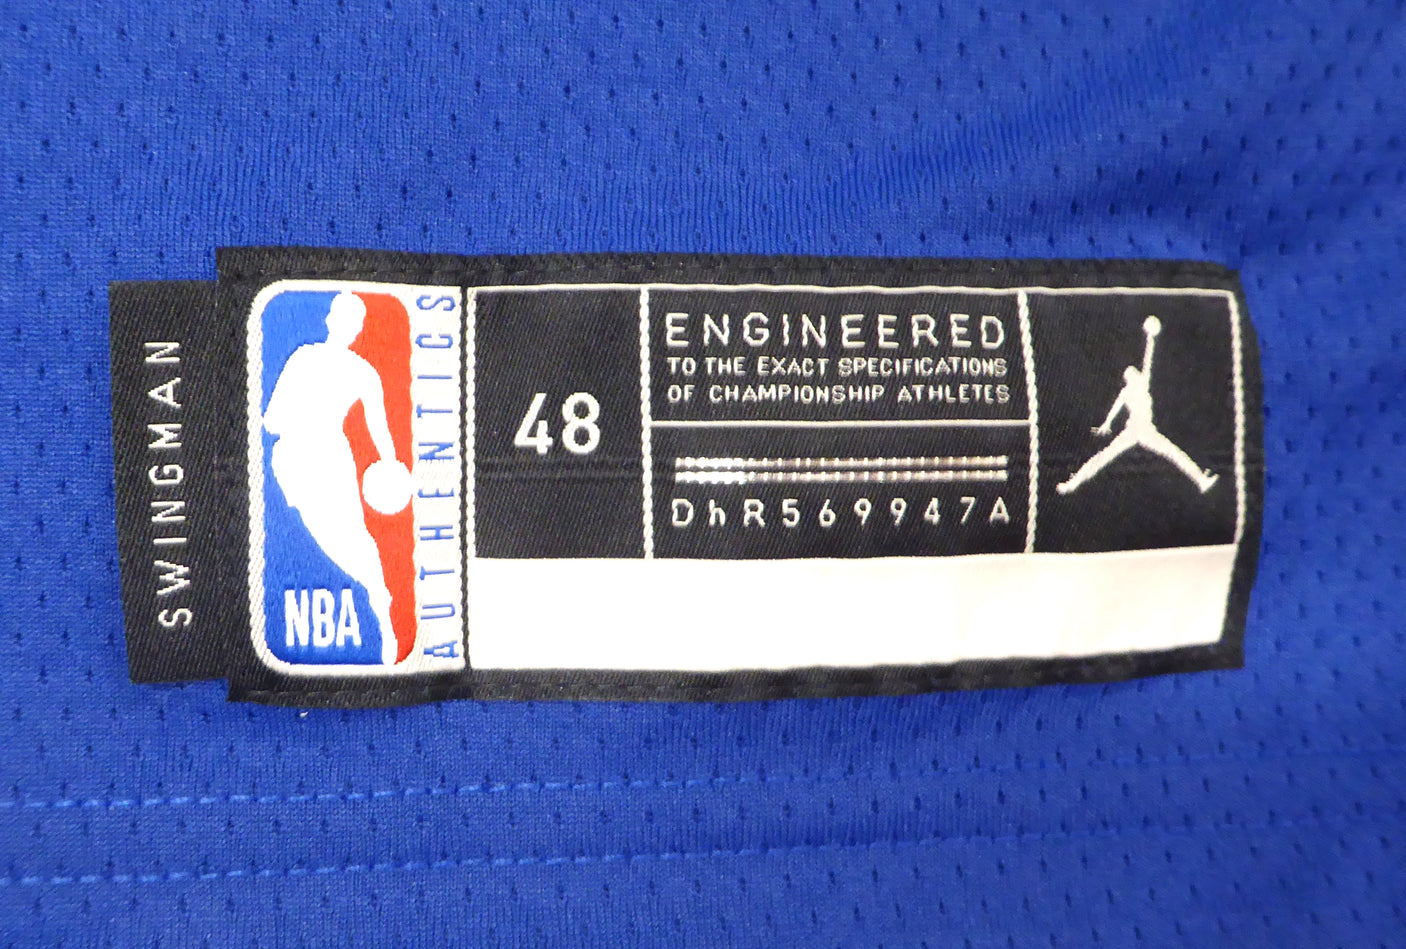 SWINGMAN
NBA
AUTHENTICS
48
ENGINEERED
TO THE EXACT SPECIFICATIONS
OF CHAMPIONSHIP ATHLETES
DhR569947A